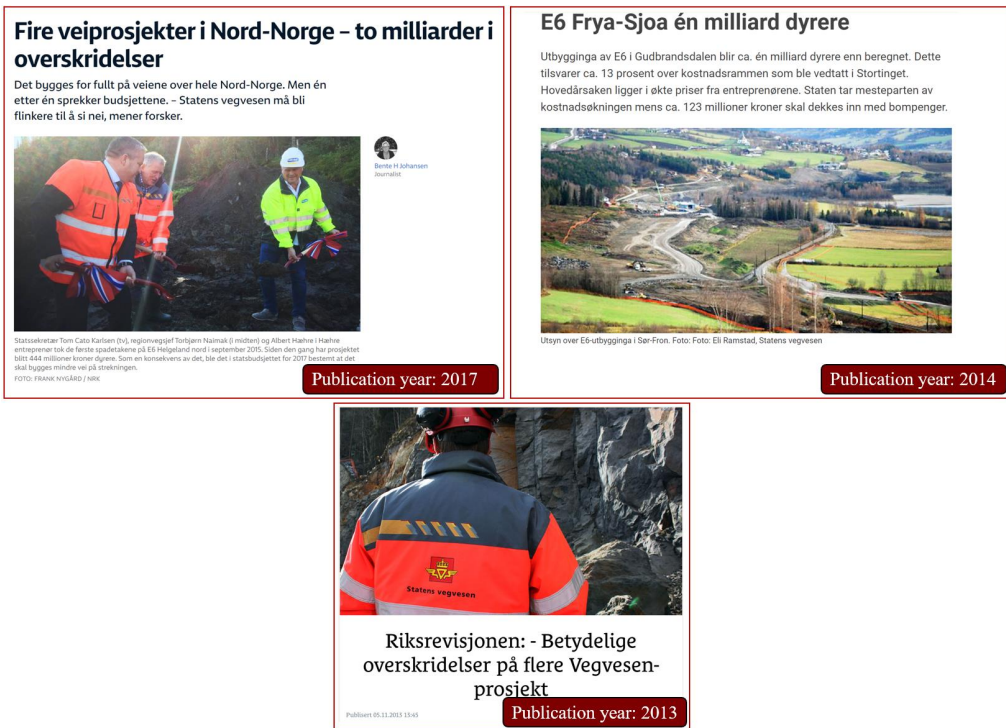 Fire veiprosjekter i Nord-Norge – to milliarder i
overskridelser
Det bygges for fullt på veiene over hele Nord-Norge. Men én
etter én sprekker budsjettene. – Statens vegvesen må bli
flinkere til å si nei, mener forsker.
Bente H Johansen
Journalist
Statssekretær Tom Cato Karlsen (tv), regionvegsjef Torbjørn Naimak (i midten) og Albert Hæhre i Hæhre
entreprenør tok de første spadetakene på E6 Helgeland nord i september 2015. Siden den gang har prosjektet
blitt 444 millioner kroner dyrere. Som en konsekvens av det, ble det i statsbudsjettet for 2017 bestemt at det
skal bygges mindre vei på strekningen.
FOTO: FRANK NYGÅRD / NRK
Publication year: 2017
E6 Frya-Sjoa én milliard dyrere
Utbygginga av E6 i Gudbrandsdalen blir ca. én milliard dyrere enn beregnet. Dette
tilsvarer ca. 13 prosent over kostnadsrammen som ble vedtatt i Stortinget.
Hovedårsaken ligger i økte priser fra entreprenørene. Staten tar mesteparten av
kostnadsøkningen mens ca. 123 millioner kroner skal dekkes inn med bompenger.
Utsyn over E6-utbygginga i Sør-Fron. Foto: Foto: Eli Ramstad, Statens vegvesen
Publication year: 2014
Statens vegvesen
Riksrevisjonen: - Betydelige
overskridelser på flere Vegvesen-
prosjekt
Publisert 05.11.2013 15:45
Publication year: 2013